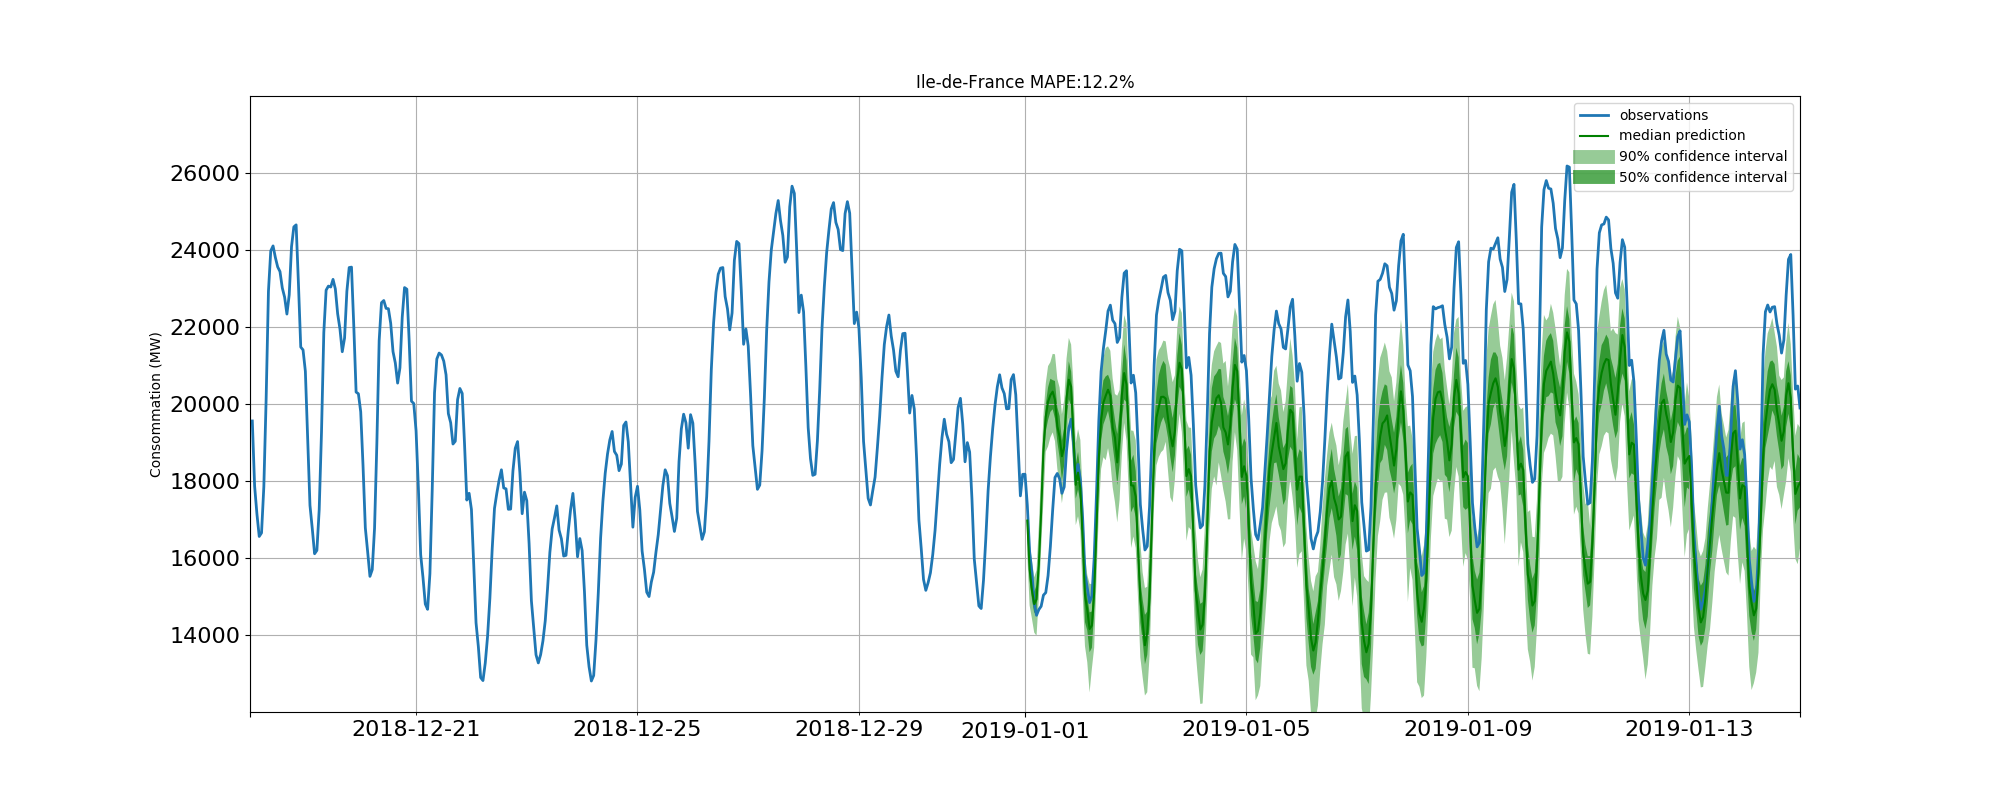 Ile-de-France MAPE:12.2%
observations
median prediction
90% confidence interval
50% confidence interval
Consommation (MW)
26000
24000
22000
20000
18000
16000
14000
2018-12-21
2018-12-25
2018-12-29
2019-01-01
2019-01-05
2019-01-09
2019-01-13